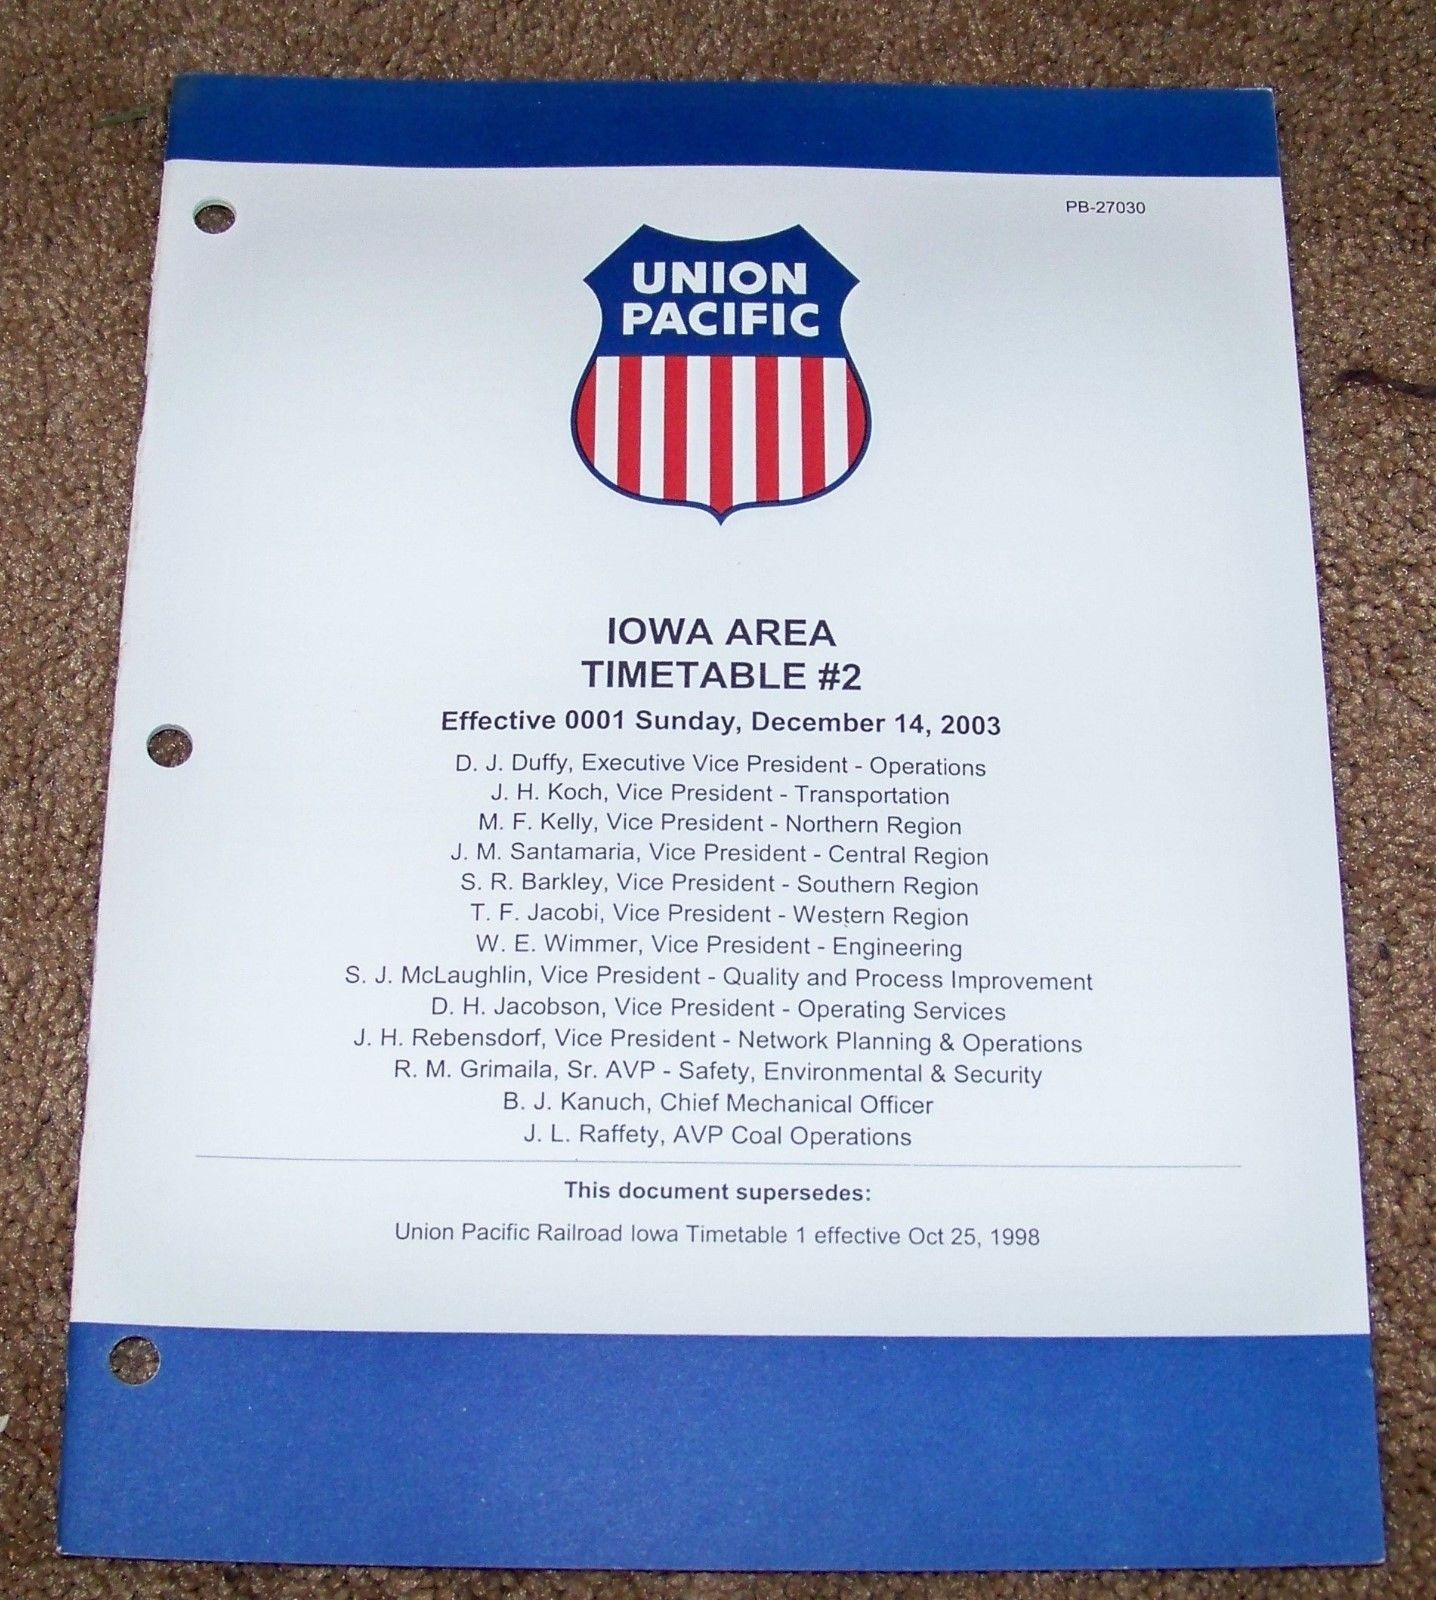 PB-27030
UNION
PACIFIC
IOWA AREA
TIMETABLE #2
Effective 0001 Sunday, December 14, 2003
D. J. Duffy, Executive Vice President - Operations
J. H. Koch, Vice President - Transportation
M. F. Kelly, Vice President - Northern Region
J. M. Santamaria, Vice President - Central Region
S. R. Barkley, Vice President - Southern Region
T. F. Jacobi, Vice President - Western Region
W. E. Wimmer, Vice President - Engineering
S. J. McLaughlin, Vice President - Quality and Process Improvement
D. H. Jacobson, Vice President - Operating Services
J. H. Rebensdorf, Vice President - Network Planning & Operations
R. M. Grimaila, Sr. AVP - Safety, Environmental & Security
B. J. Kanuch, Chief Mechanical Officer
J. L. Raffety, AVP Coal Operations
This document supersedes:
Union Pacific Railroad Iowa Timetable 1 effective Oct 25, 1998